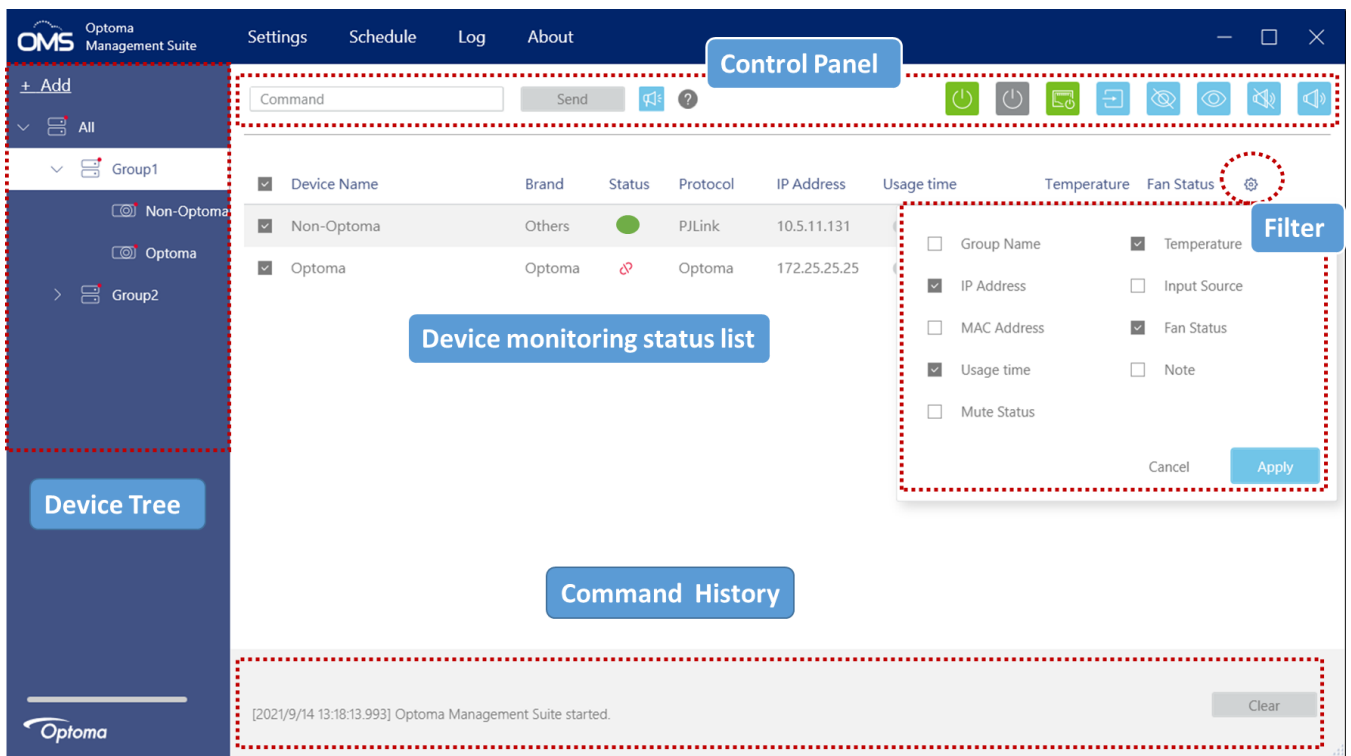 OMS
Optoma
Management Suite
Settings Schedule Log About
Control Panel
+ Add
Command Send ?
All
Group1
Non-Optoma
Optoma
Group2
Device Name Brand Status Protocol IP Address Usage time Temperature Fan Status
Non-Optoma Others PJLink 10.5.11.131
Optoma Optoma Optoma 172.25.25.25
Filter
Group Name Temperature
IP Address Input Source
MAC Address Fan Status
Usage time Note
Mute Status
Cancel Apply
Device monitoring status list
Device Tree
Command History
[2021/9/14 13:18:13.993] Optoma Management Suite started.
Clear
Optoma